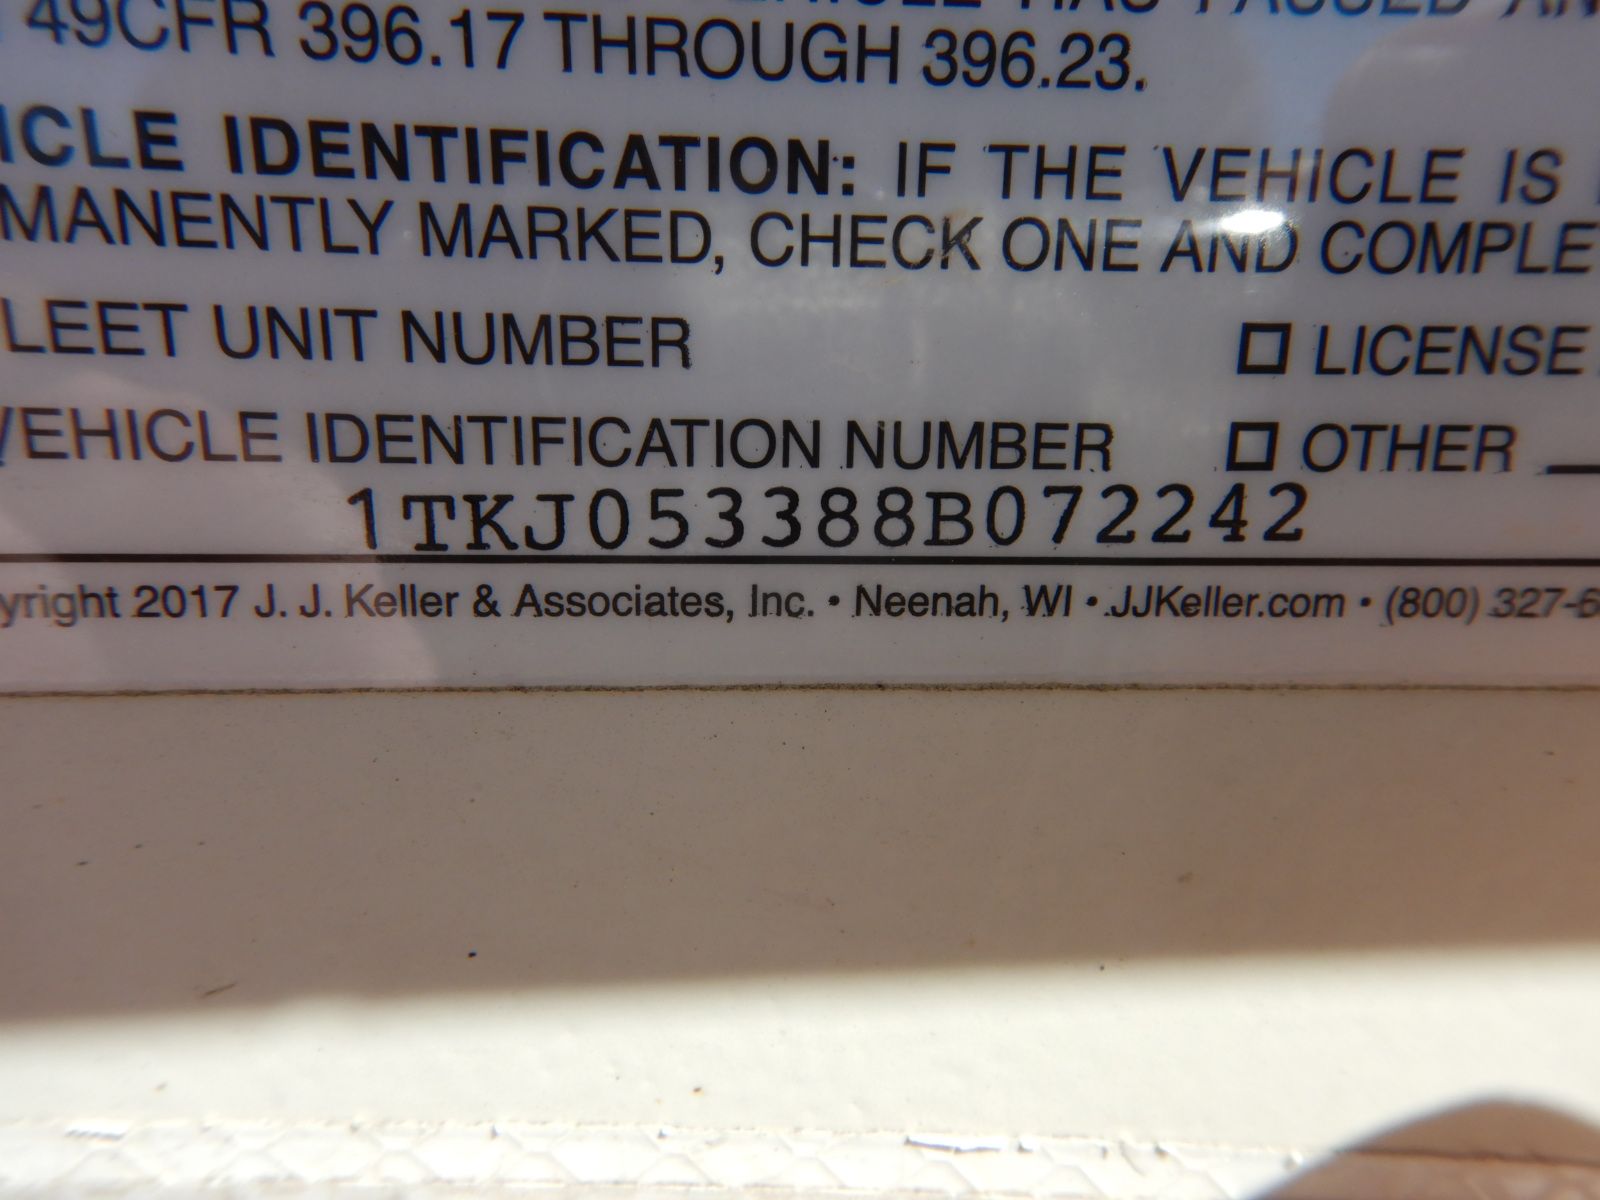 49CFR 396.17 THROUGH 396.23.
ICLE IDENTIFICATION: IF THE VEHICLE IS
MANENTLY MARKED, CHECK ONE AND COMPLE
LEET UNIT NUMBER ☐ LICENSE
VEHICLE IDENTIFICATION NUMBER ☐ OTHER
1TKJ053388B072242
yright 2017 J. J. Keller & Associates, Inc. • Neenah, WI • JJKeller.com • (800) 327-6